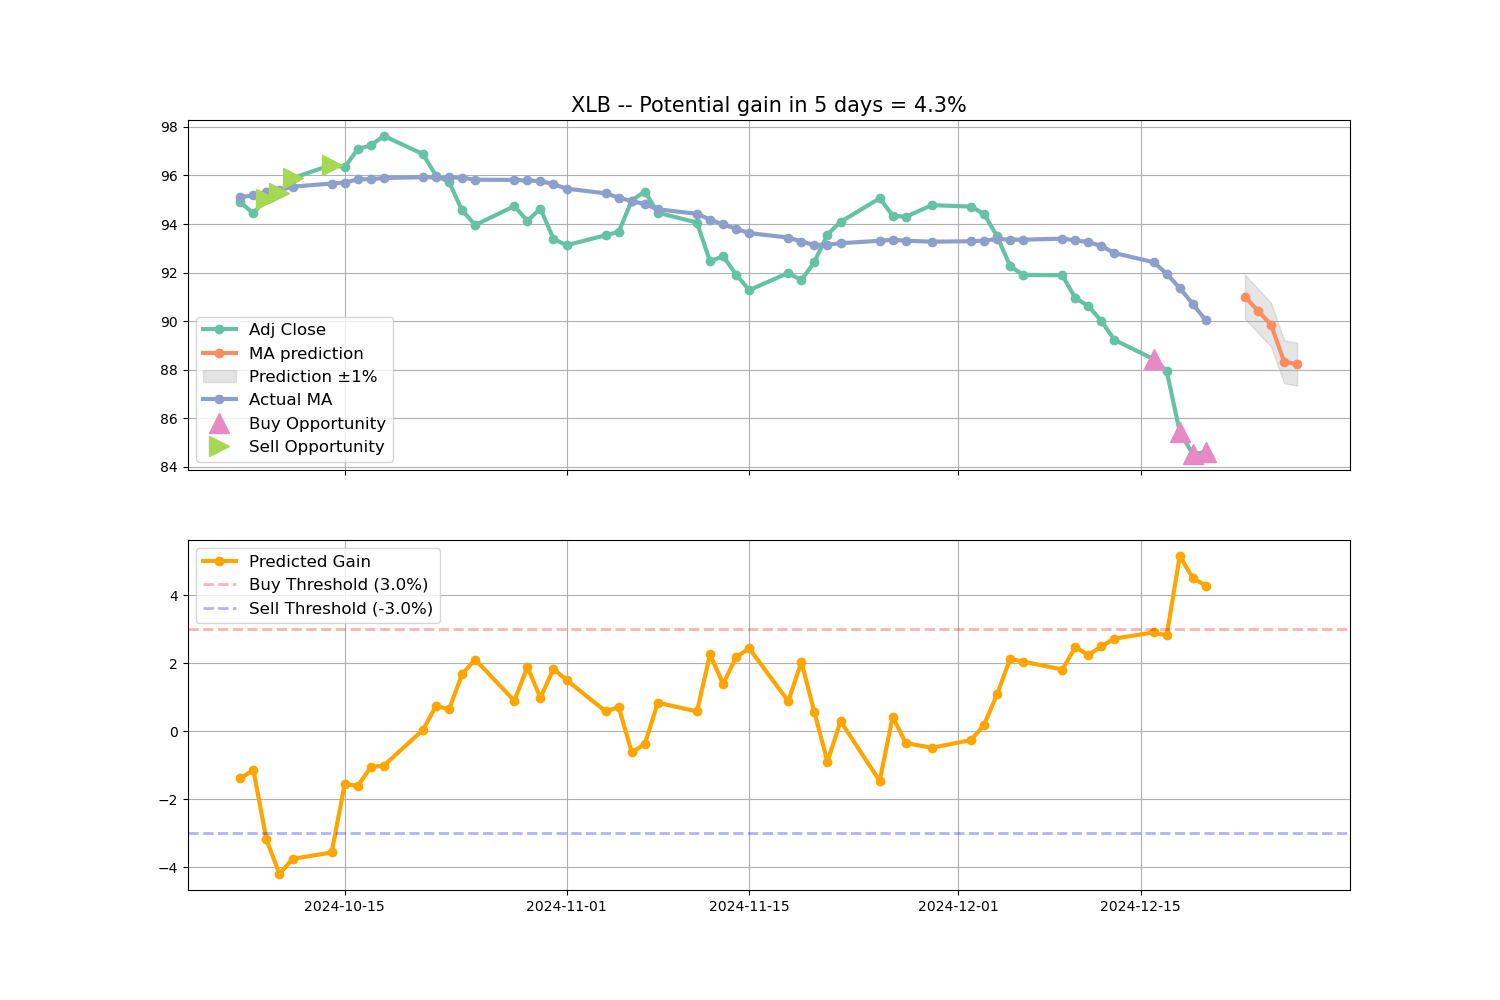 XLB -- Potential gain in 5 days = 4.3%
98
96
94
92
90
88
86
84
Adj Close
MA prediction
Prediction ±1%
Actual MA
Buy Opportunity
Sell Opportunity
4
2
0
−2
−4
Predicted Gain
Buy Threshold (3.0%)
Sell Threshold (-3.0%)
2024-10-15
2024-11-01
2024-11-15
2024-12-01
2024-12-15